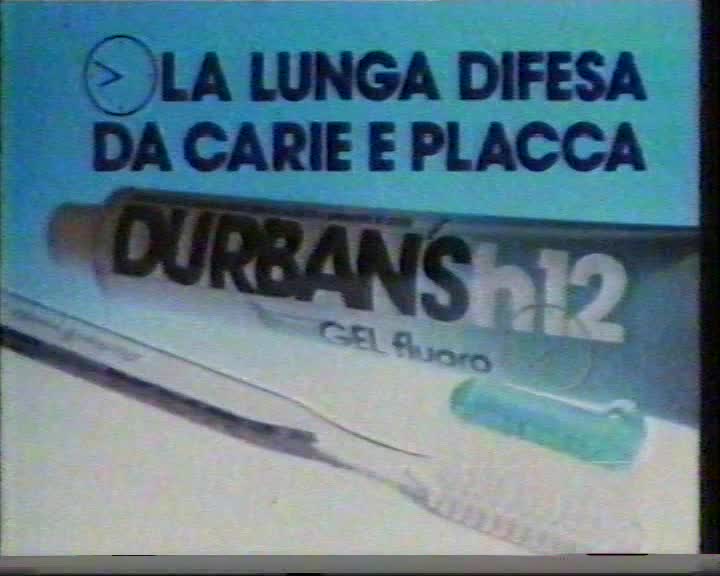 LA LUNGA DIFESA
DA CARIE E PLACCA
DURBAN'S h12
GEL fluoro